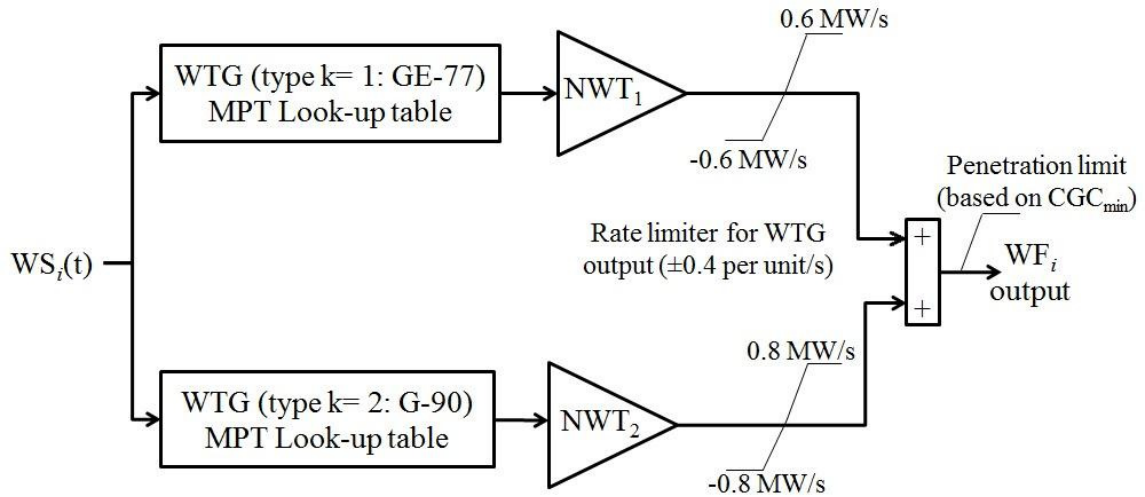 0.6 MW/s
WTG (type k= 1: GE-77)
MPT Look-up table
NWT₁
-0.6 MW/s
Penetration limit
(based on CGCₘᵢₙ)
WSᵢ(t)
Rate limiter for WTG
output (±0.4 per unit/s)
+
+
WFᵢ
output
0.8 MW/s
WTG (type k= 2: G-90)
MPT Look-up table
NWT₂
-0.8 MW/s